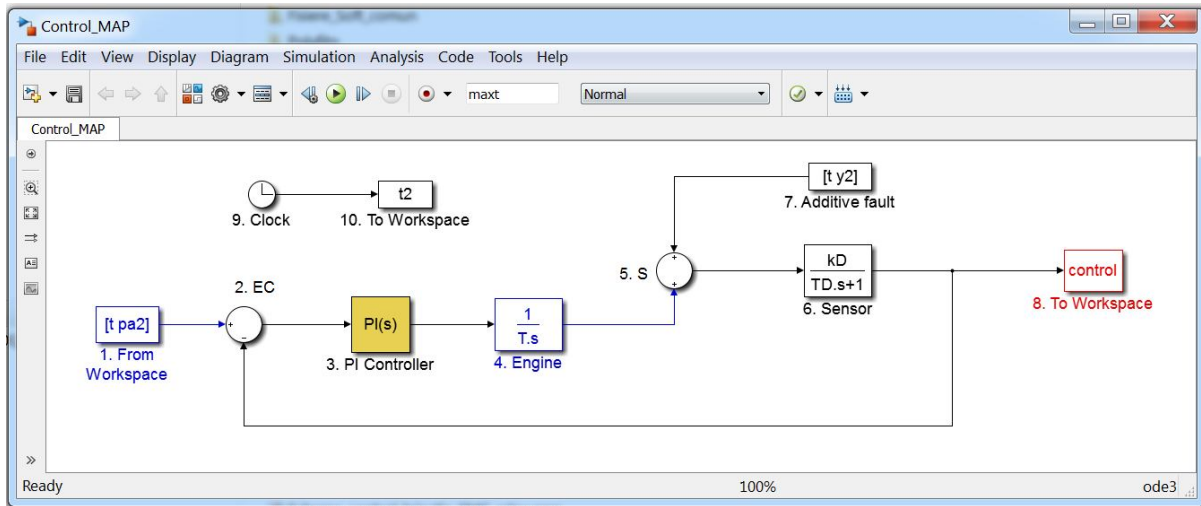 Control_MAP
File Edit View Display Diagram Simulation Analysis Code Tools Help
maxt
Normal
Control_MAP
[t y2]
7. Additive fault
t2
9. Clock
10. To Workspace
5. S
kD
TD.s+1
6. Sensor
control
8. To Workspace
2. EC
[t pa2]
+
-
1. From
Workspace
PI(s)
3. PI Controller
1
T.s
4. Engine
+
+
Ready
100%
ode3